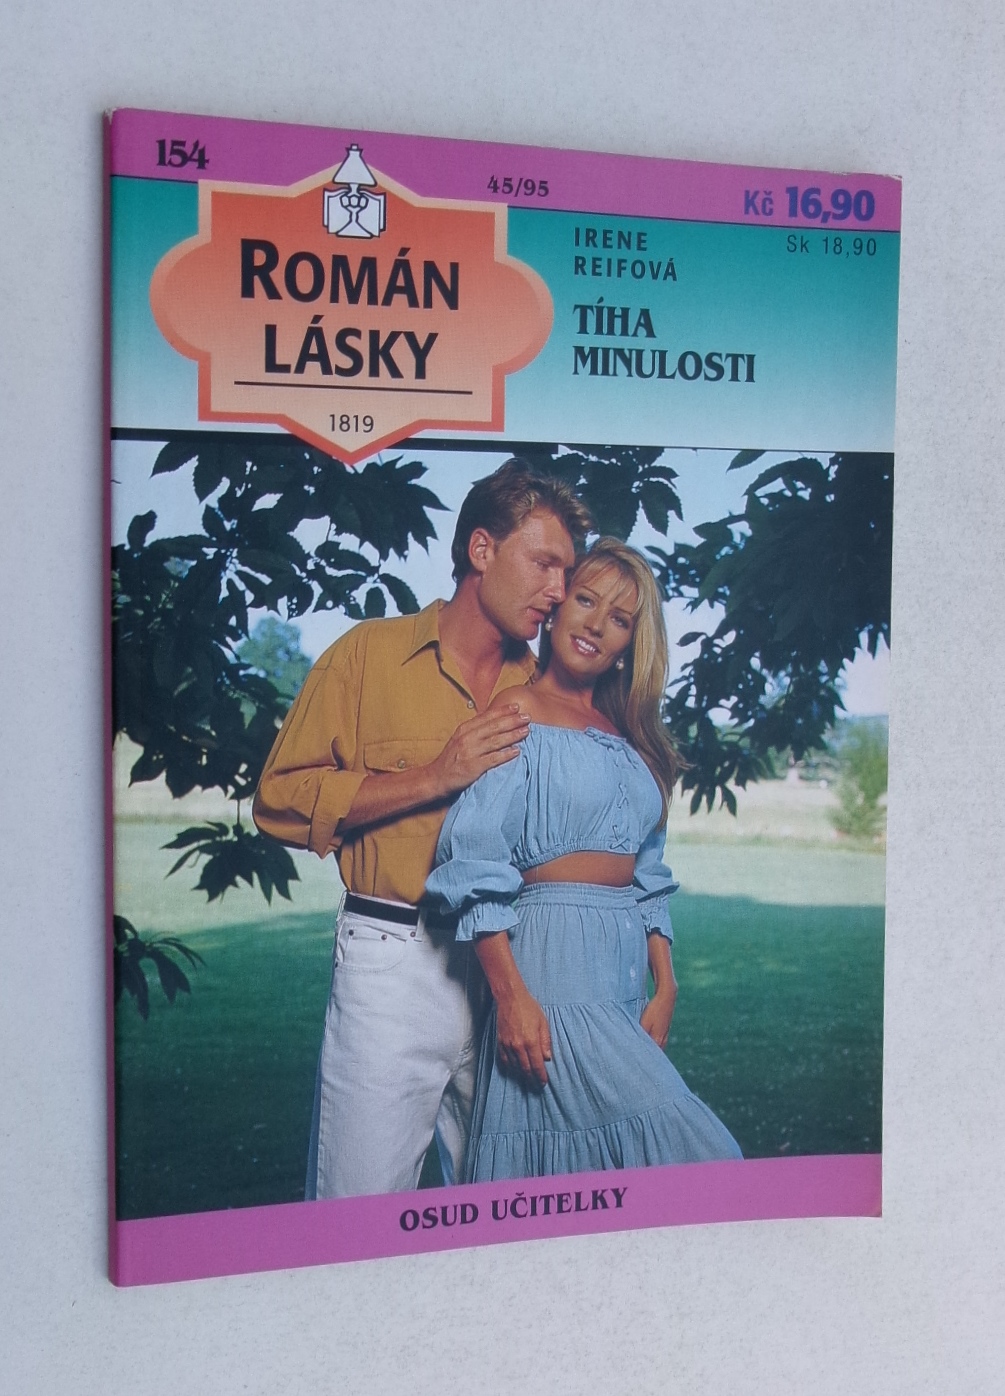 154
45/95
Kč 16,90
Sk 18,90
ROMÁN
LÁSKY
1819
IRENE
REIFOVÁ
TÍHA
MINULOSTI
OSUD UČITELKY